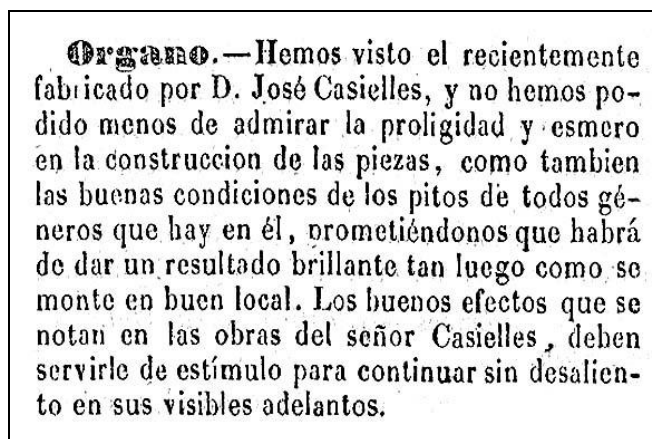 Organo.—Hemos visto el recientemente
fabricado por D. José Casielles, y no hemos po-
dido menos de admirar la proligidad y esmero
en la construccion de las piezas, como tambien
las buenas condiciones de los pitos de todos gé-
neros que hay en él, prometiéndonos que habrá
de dar un resultado brillante tan luego como se
monte en buen local. Los buenos efectos que se
notan en las obras del señor Casielles, deben
servirle de estímulo para continuar sin desalien-
to en sus visibles adelantos.